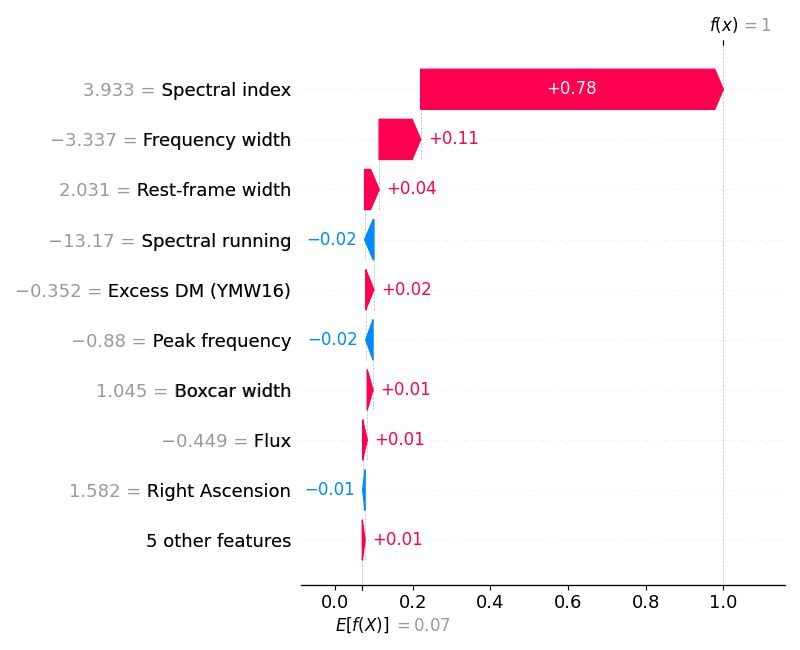 f(x) = 1
3.933 = Spectral index
+0.78
−3.337 = Frequency width
+0.11
2.031 = Rest-frame width
+0.04
−13.17 = Spectral running
−0.02
−0.352 = Excess DM (YMW16)
+0.02
−0.88 = Peak frequency
−0.02
1.045 = Boxcar width
+0.01
−0.449 = Flux
+0.01
1.582 = Right Ascension
−0.01
5 other features
+0.01
0.0 0.2 0.4 0.6 0.8 1.0
E[f(X)] = 0.07